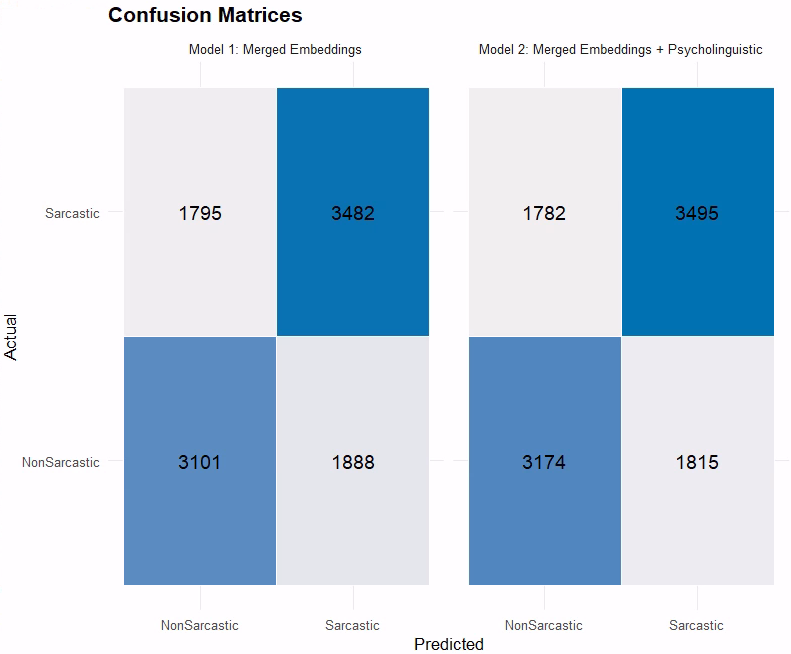 Confusion Matrices
Model 1: Merged Embeddings
Model 2: Merged Embeddings + Psycholinguistic
Actual
Sarcastic
1795
3482
1782
3495
NonSarcastic
3101
1888
3174
1815
NonSarcastic
Sarcastic
NonSarcastic
Sarcastic
Predicted